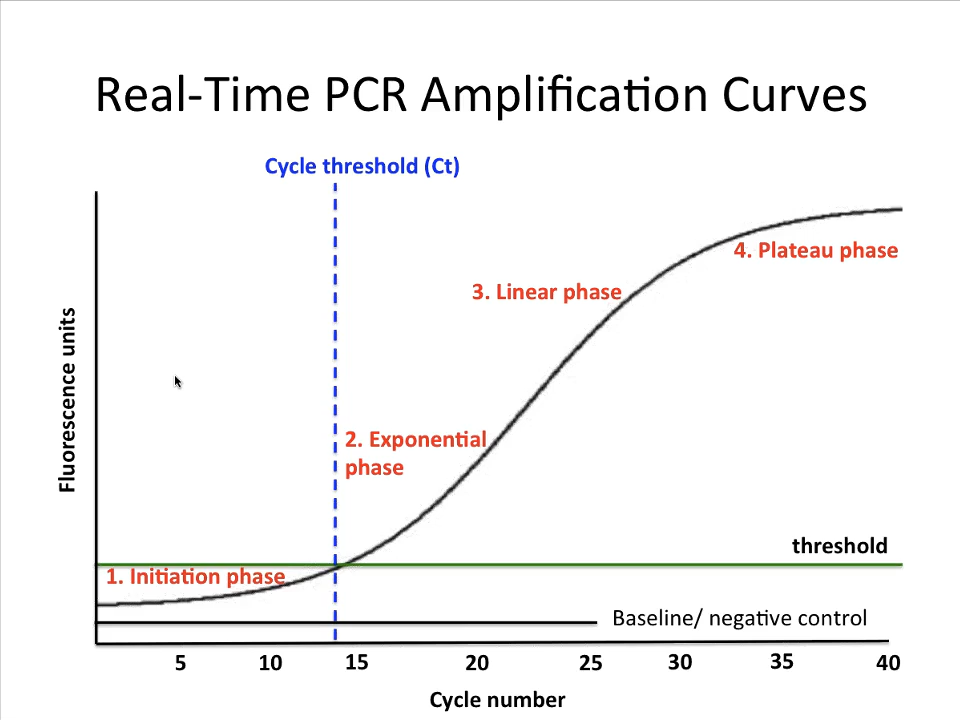 Real-Time PCR Amplification Curves
Cycle threshold (Ct)
4. Plateau phase
3. Linear phase
Fluorescence units
2. Exponential
phase
threshold
1. Initiation phase
Baseline/ negative control
5 10 15 20 25 30 35 40
Cycle number